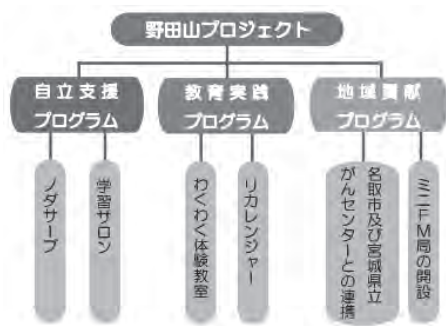 野田山プロジェクト
自立支援
プログラム
教育実践
プログラム
地域貢献
プログラム
ノダサーブ
学習サロン
わくわく体験教室
リカレンジャー
名取市及び宮城県立
がんセンターとの連携
ミニFM局の開設